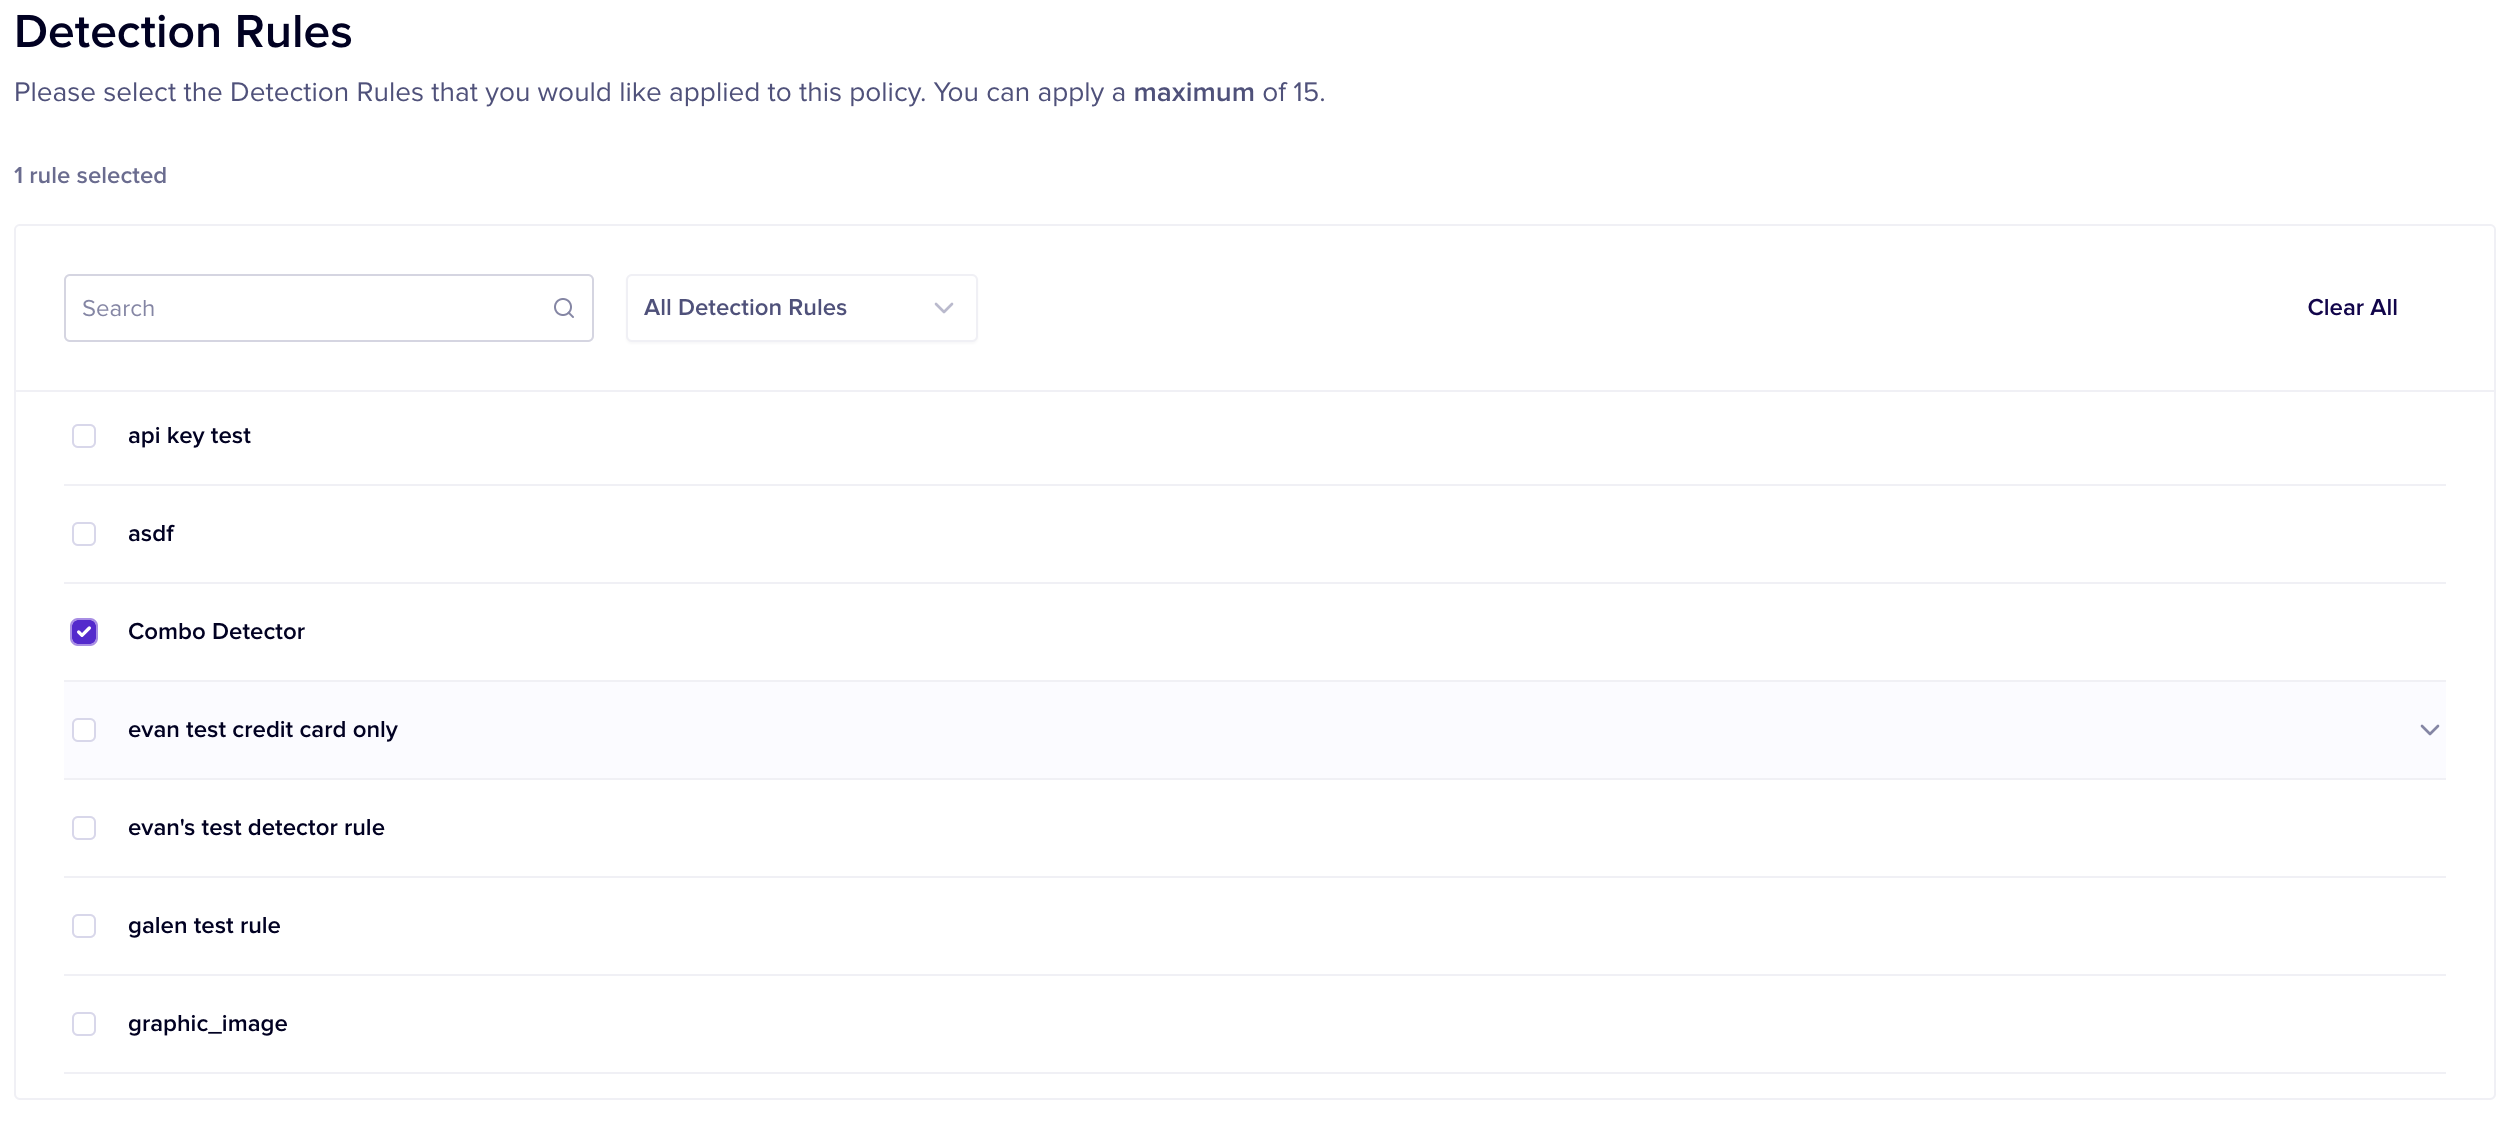 Detection Rules
Please select the Detection Rules that you would like applied to this policy. You can apply a maximum of 15.
1 rule selected
Search
All Detection Rules
Clear All
api key test
asdf
Combo Detector
evan test credit card only
evan's test detector rule
galen test rule
graphic_image